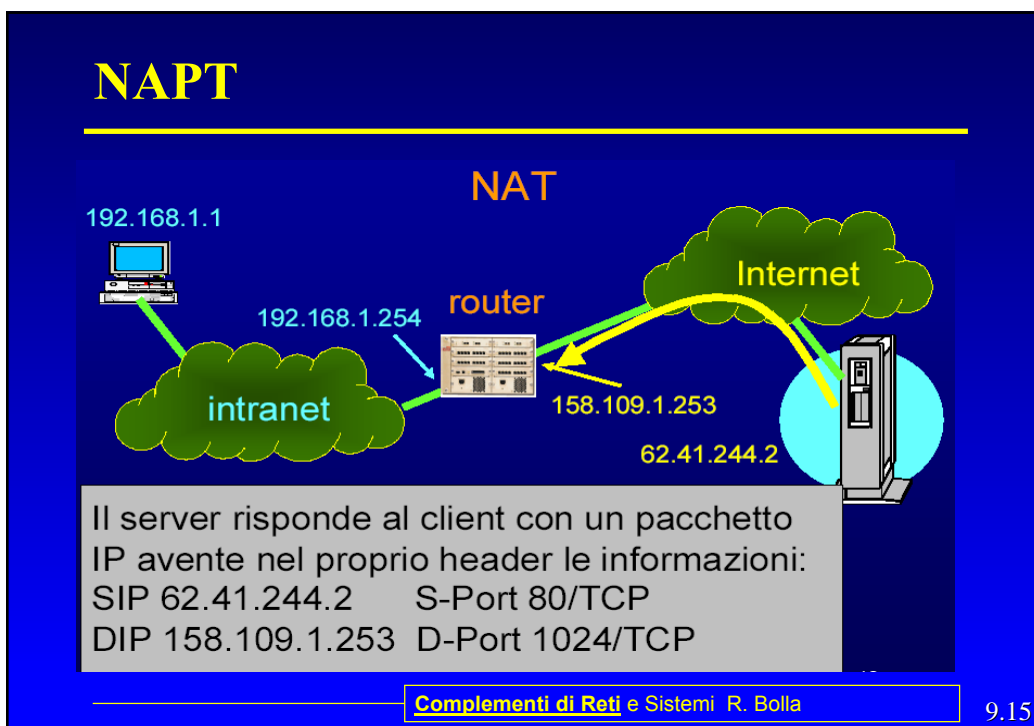 NAPT
NAT
192.168.1.1
Internet
router
192.168.1.254
intranet
158.109.1.253
62.41.244.2
Il server risponde al client con un pacchetto
IP avente nel proprio header le informazioni:
SIP 62.41.244.2 S-Port 80/TCP
DIP 158.109.1.253 D-Port 1024/TCP
Complementi di Reti e Sistemi R. Bolla
9.15